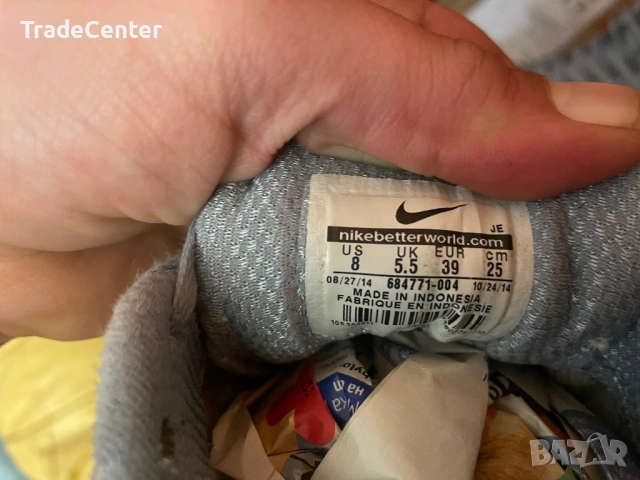 TradeCenter
JE
nikebetterworld.com
US UK EUR cm
8 5.5 39 25
08/27/14 684771-004 10/24/14
MADE IN INDONESIA
FABRIQUE EN INDONESIE
на
BAZAR